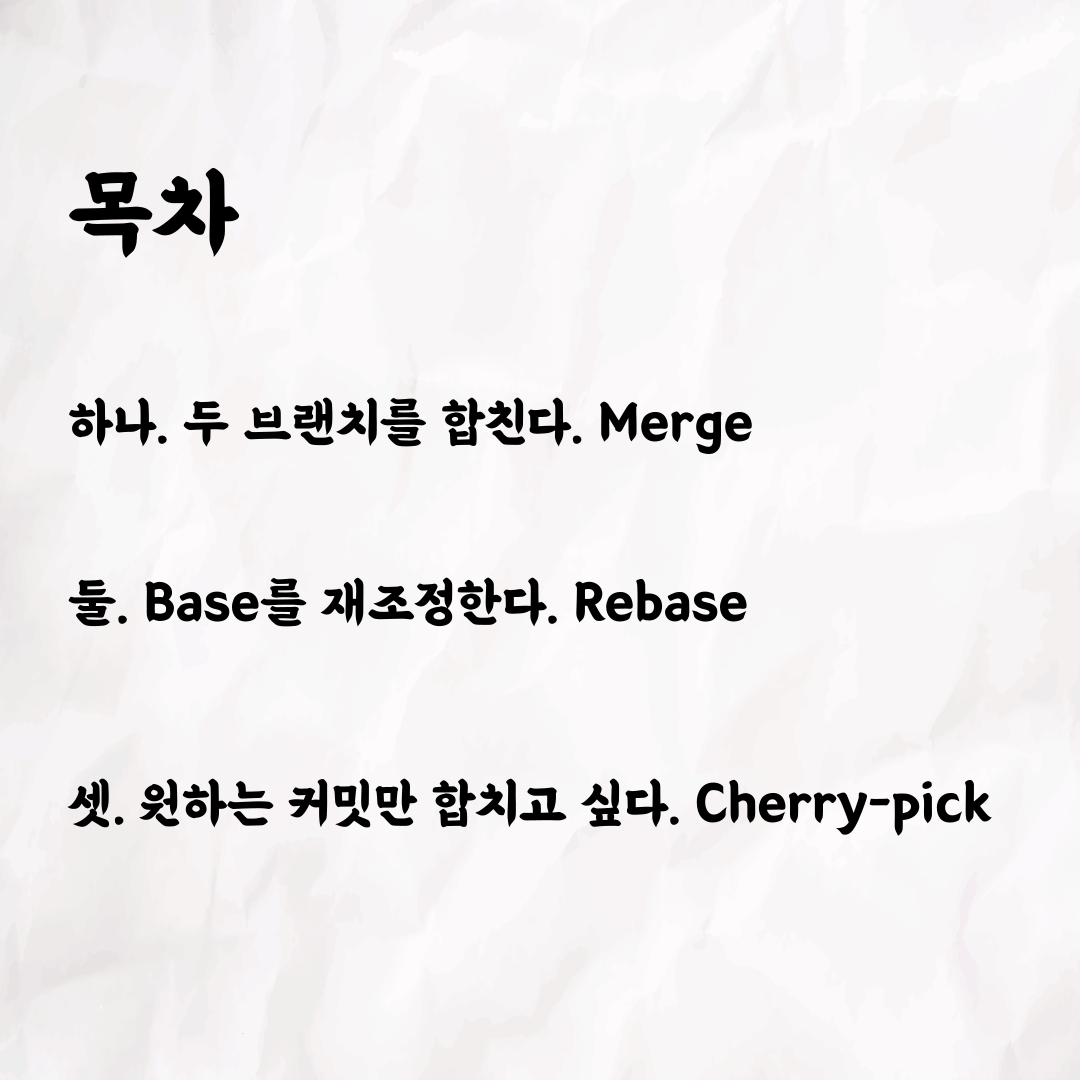 목차
하나. 두 브랜치를 합친다. Merge
둘. Base를 재조정한다. Rebase
셋. 원하는 커밋만 합치고 싶다. Cherry-pick